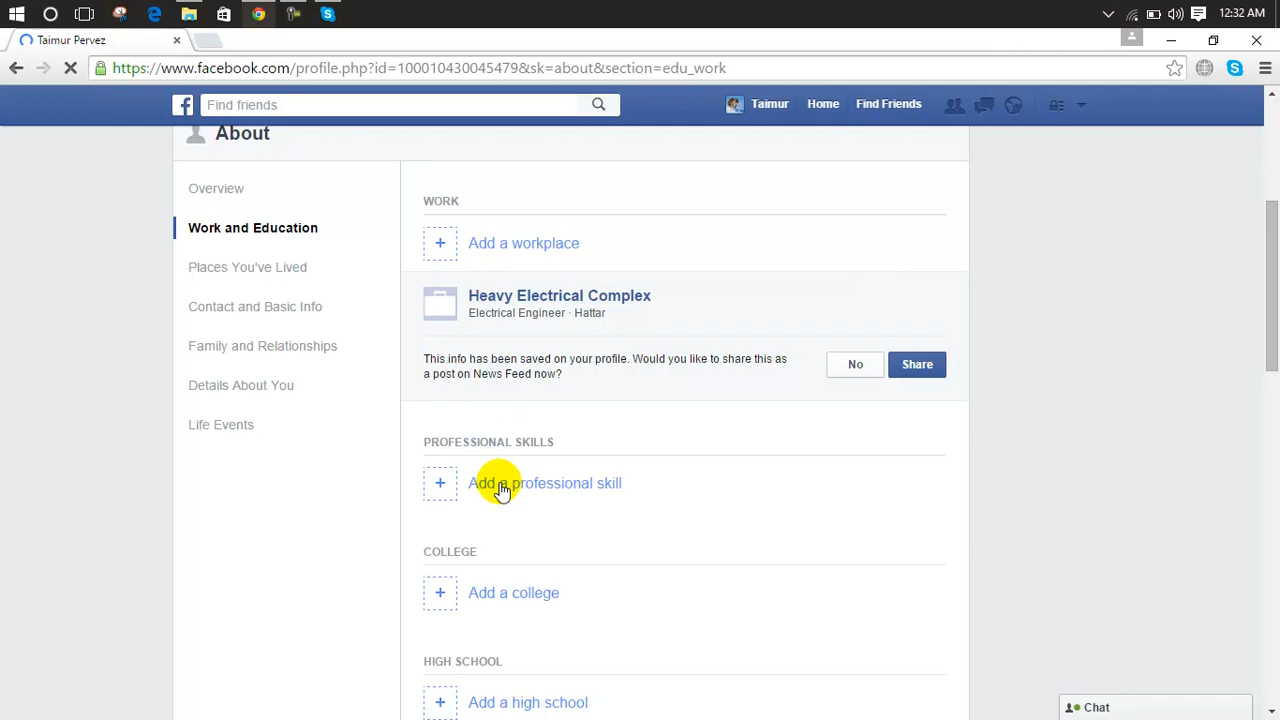 12:32 AM
Taimur Pervez
https://www.facebook.com/profile.php?id=100010430045479&sk=about&section=edu_work
Find friends
Taimur
Home
Find Friends
About
Overview
Work and Education
Places You've Lived
Contact and Basic Info
Family and Relationships
Details About You
Life Events
WORK
+ Add a workplace
Heavy Electrical Complex
Electrical Engineer · Hattar
This info has been saved on your profile. Would you like to share this as
a post on News Feed now?
No
Share
PROFESSIONAL SKILLS
+ Add a professional skill
COLLEGE
+ Add a college
HIGH SCHOOL
+ Add a high school
Chat